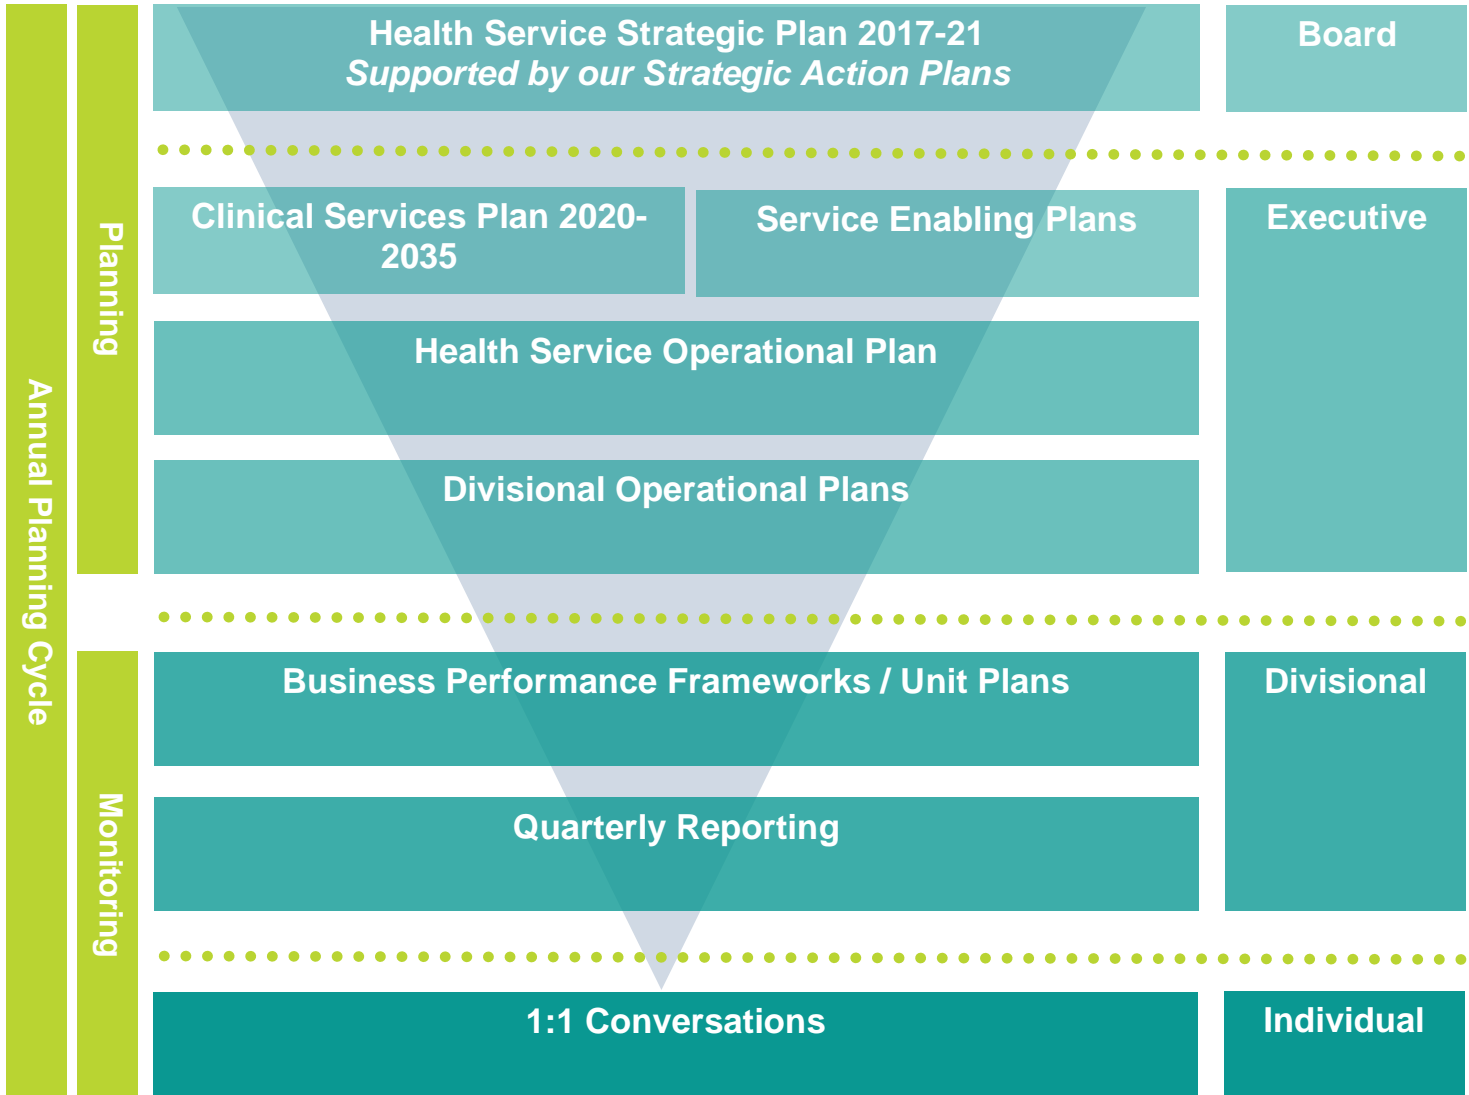 Health Service Strategic Plan 2017-21
Supported by our Strategic Action Plans
Board
Clinical Services Plan 2020-
2035
Service Enabling Plans
Executive
Health Service Operational Plan
Divisional Operational Plans
Business Performance Frameworks / Unit Plans
Divisional
Quarterly Reporting
1:1 Conversations
Individual
Annual Planning Cycle
Planning
Monitoring